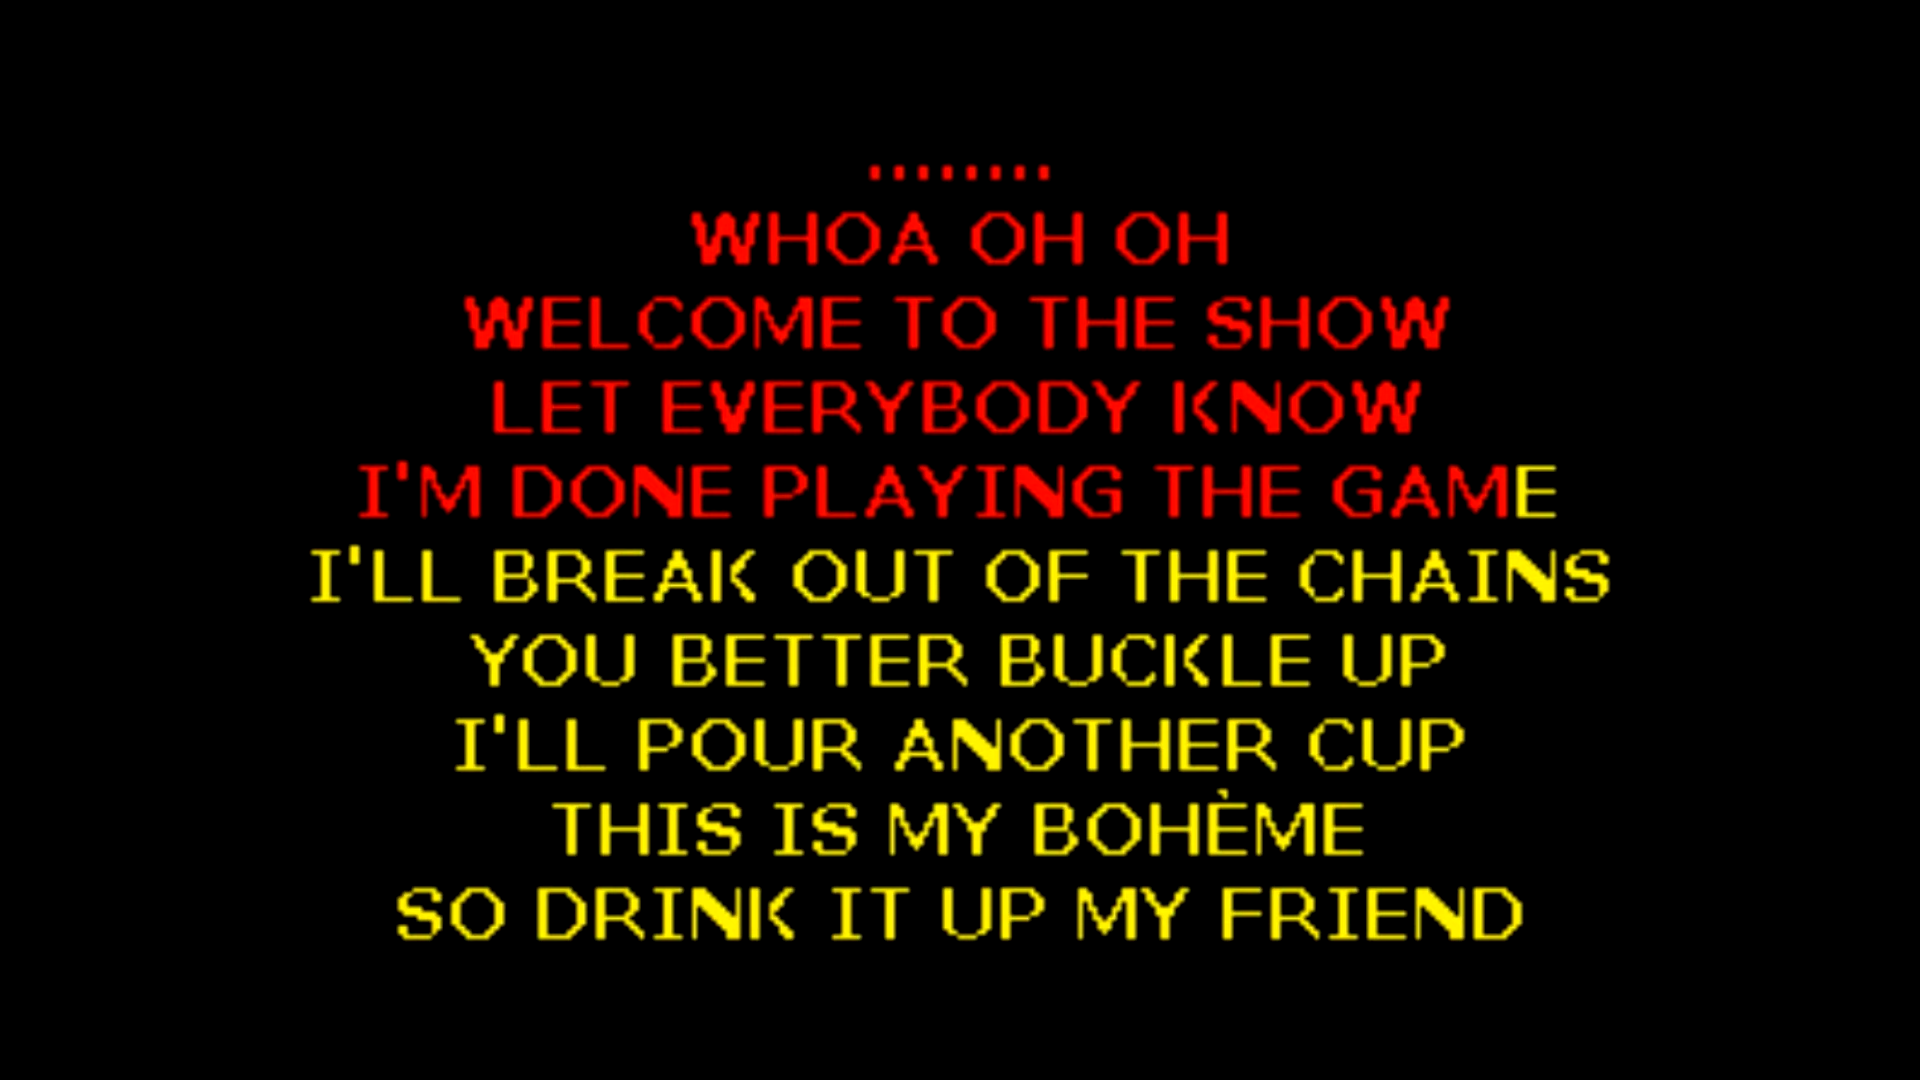 ........
WHOA OH OH
WELCOME TO THE SHOW
LET EVERYBODY KNOW
I'M DONE PLAYING THE GAME
I'LL BREAK OUT OF THE CHAINS
YOU BETTER BUCKLE UP
I'LL POUR ANOTHER CUP
THIS IS MY BOHÈME
SO DRINK IT UP MY FRIEND